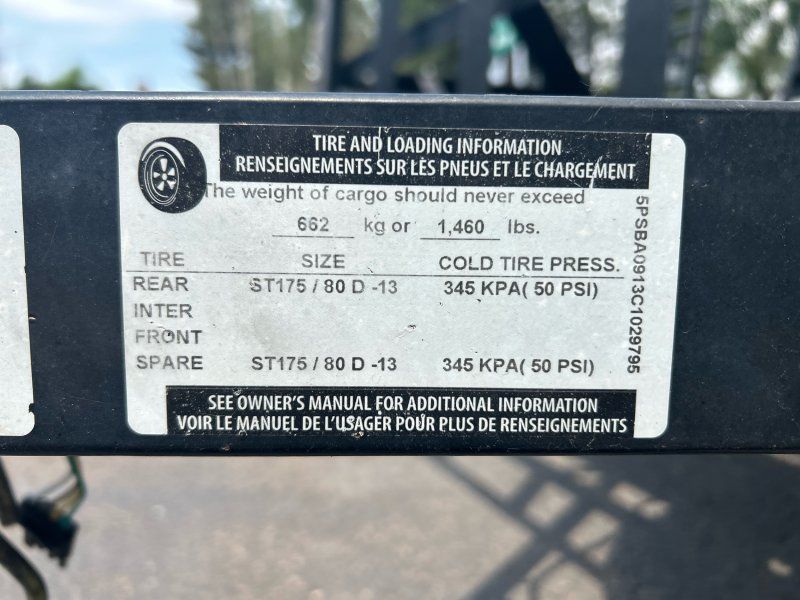 TIRE AND LOADING INFORMATION
RENSEIGNEMENTS SUR LES PNEUS ET LE CHARGEMENT
The weight of cargo should never exceed
662 kg or 1,460 lbs.
TIRE SIZE COLD TIRE PRESS.
REAR ST175 / 80 D -13 345 KPA( 50 PSI)
INTER
FRONT
SPARE ST175 / 80 D -13 345 KPA( 50 PSI)
SEE OWNER'S MANUAL FOR ADDITIONAL INFORMATION
VOIR LE MANUEL DE L'USAGER POUR PLUS DE RENSEIGNEMENTS
5PSBA0913C1029795